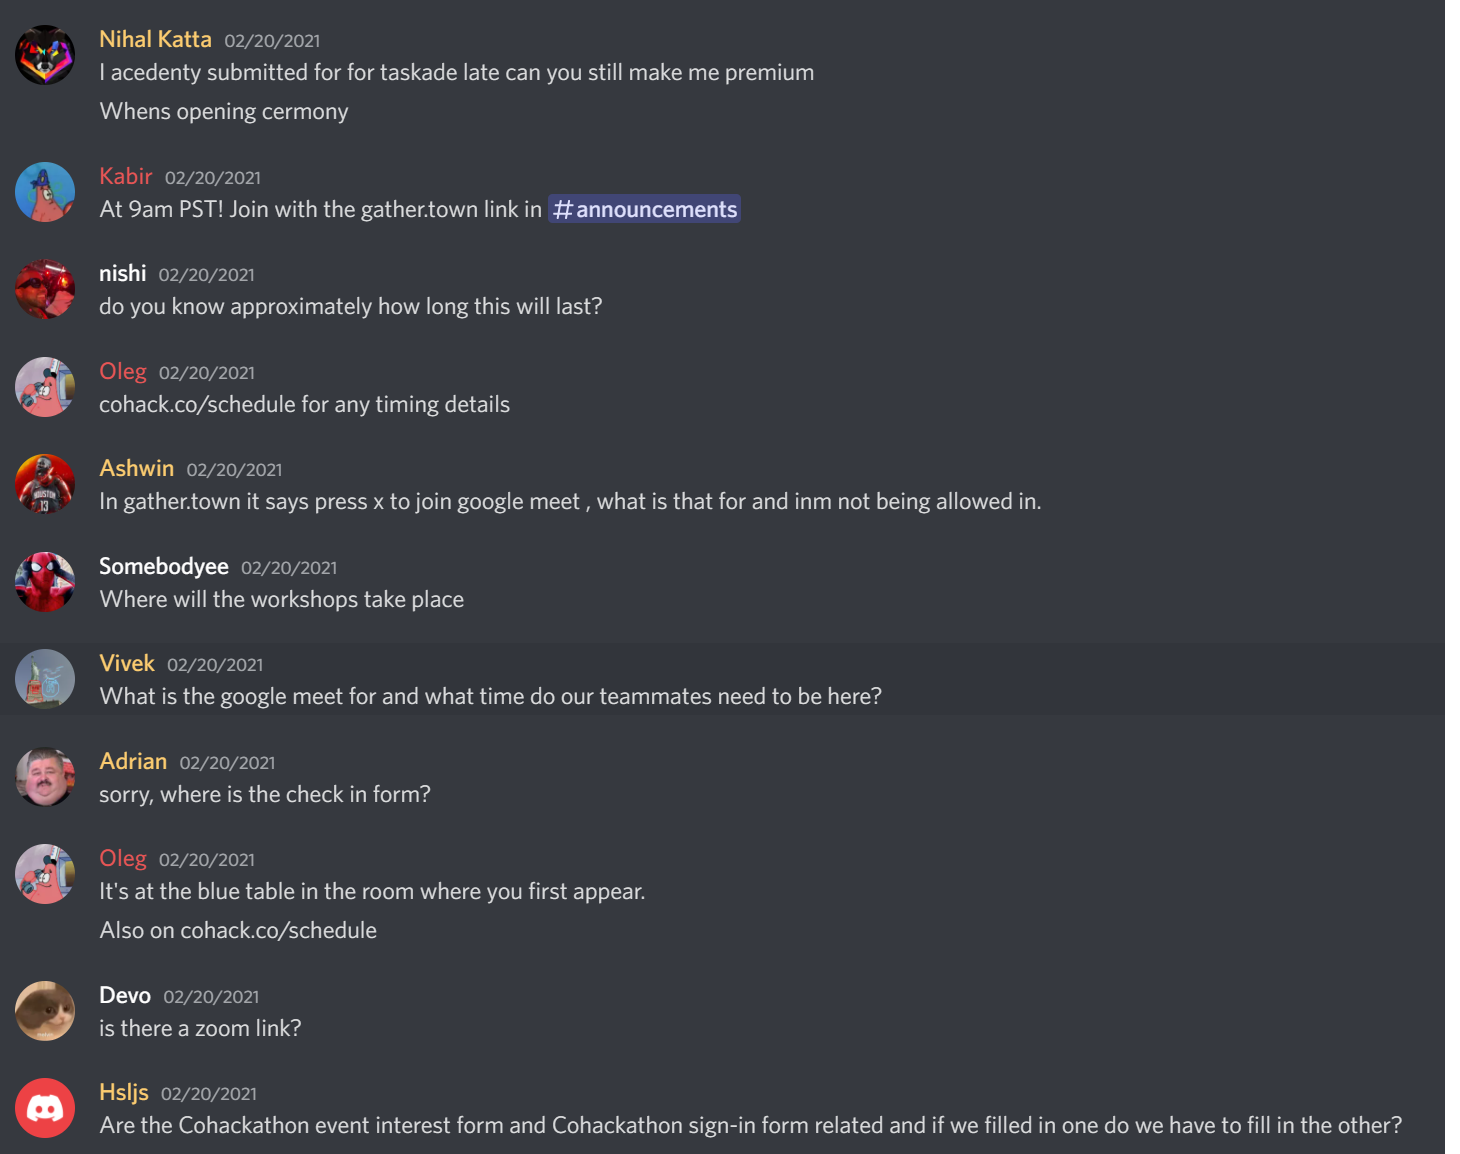 Nihal Katta 02/20/2021
I acedenty submitted for for taskade late can you still make me premium
Whens opening cermony
Kabir 02/20/2021
At 9am PST! Join with the gather.town link in #announcements
nishi 02/20/2021
do you know approximately how long this will last?
Oleg 02/20/2021
cohack.co/schedule for any timing details
Ashwin 02/20/2021
In gather.town it says press x to join google meet , what is that for and inm not being allowed in.
Somebodyee 02/20/2021
Where will the workshops take place
Vivek 02/20/2021
What is the google meet for and what time do our teammates need to be here?
Adrian 02/20/2021
sorry, where is the check in form?
Oleg 02/20/2021
It's at the blue table in the room where you first appear.
Also on cohack.co/schedule
Devo 02/20/2021
is there a zoom link?
Hsljs 02/20/2021
Are the Cohackathon event interest form and Cohackathon sign-in form related and if we filled in one do we have to fill in the other?